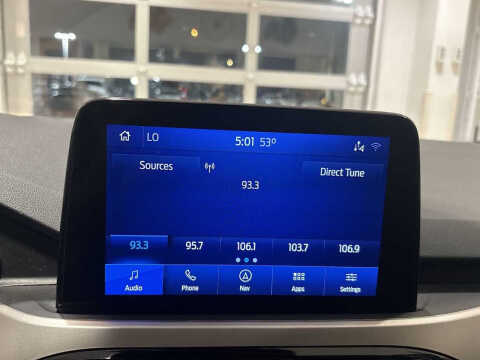 LO 5:01 53°
Sources Direct Tune
93.3
93.3 95.7 106.1 103.7 106.9
Audio Phone Nav Apps Settings